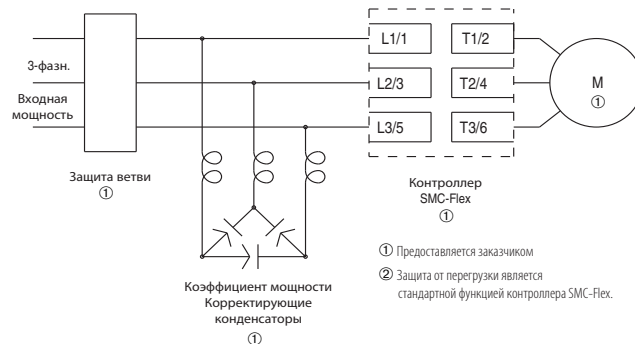 L1/1
T1/2
3-фазн.
L2/3
T2/4
M
①
Входная
мощность
L3/5
T3/6
Защита ветви
①
Контроллер
SMC-Flex
①
① Предоставляется заказчиком
② Защита от перегрузки является
стандартной функцией контроллера SMC-Flex.
Коэффициент мощности
Корректирующие
конденсаторы
①